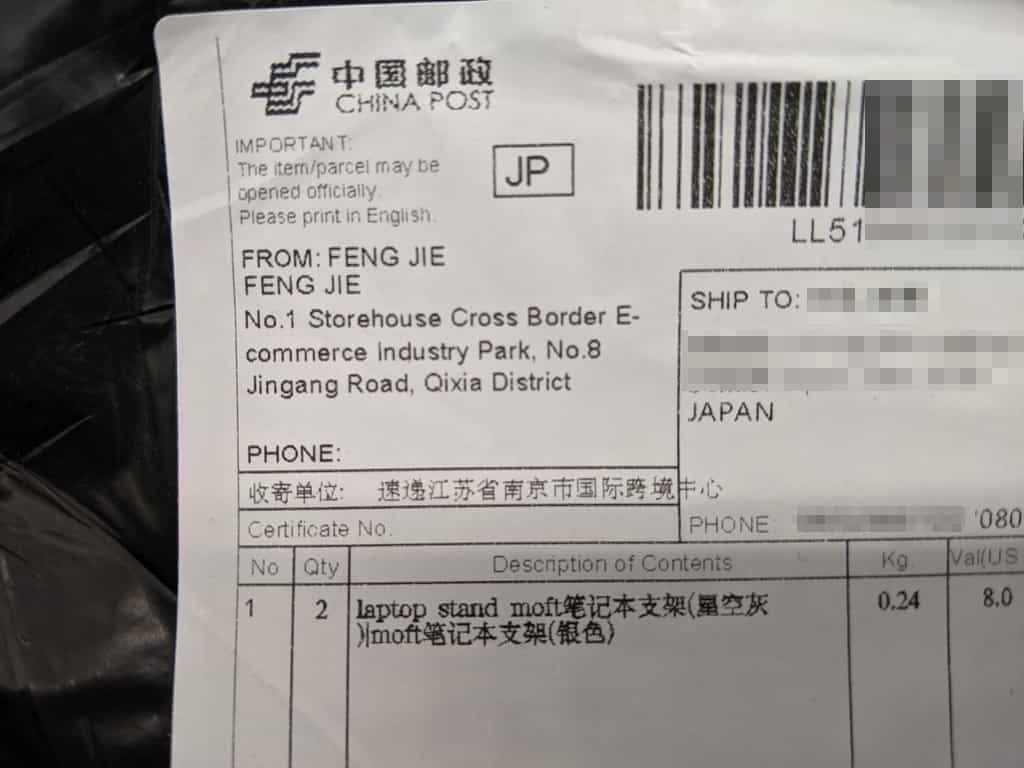 中国邮政
CHINA POST
IMPORTANT:
The item/parcel may be
opened officially.
Please print in English.
JP
LL51
FROM: FENG JIE
FENG JIE
No.1 Storehouse Cross Border E-
commerce Industry Park, No.8
Jingang Road, Qixia District
PHONE:
SHIP TO:
JAPAN
PHONE '080
收寄单位: 速递江苏省南京市国际跨境中心
Certificate No.
No Qty Description of Contents Kg. Val(US
1 2 laptop stand moft笔记本支架(星空灰 0.24 8.0
)|moft笔记本支架(银色)